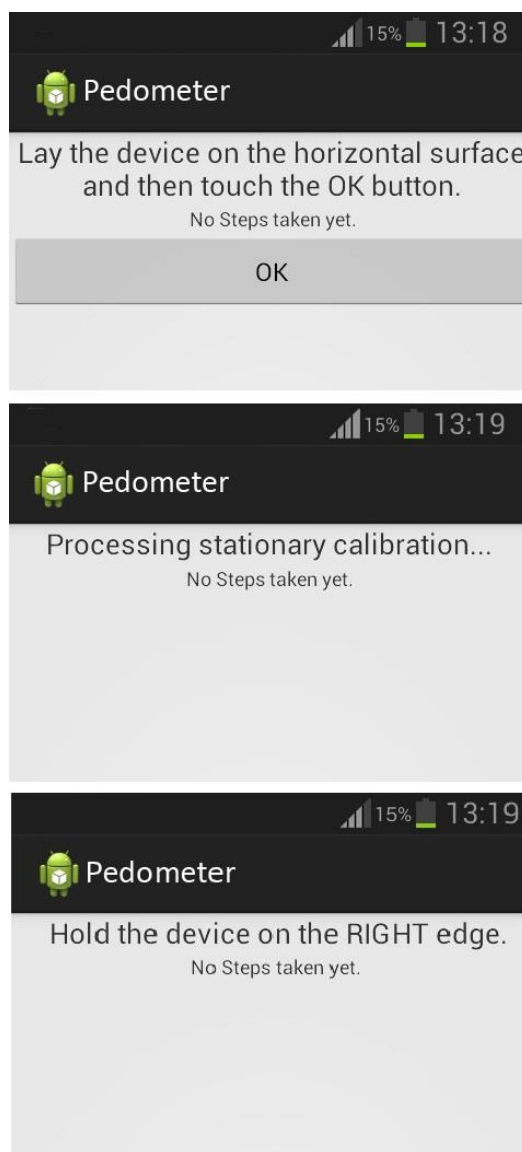 15% 13:18
Pedometer
Lay the device on the horizontal surface
and then touch the OK button.
No Steps taken yet.
OK
15% 13:19
Pedometer
Processing stationary calibration...
No Steps taken yet.
15% 13:19
Pedometer
Hold the device on the RIGHT edge.
No Steps taken yet.